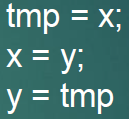 tmp = x;
x = y;
y = tmp